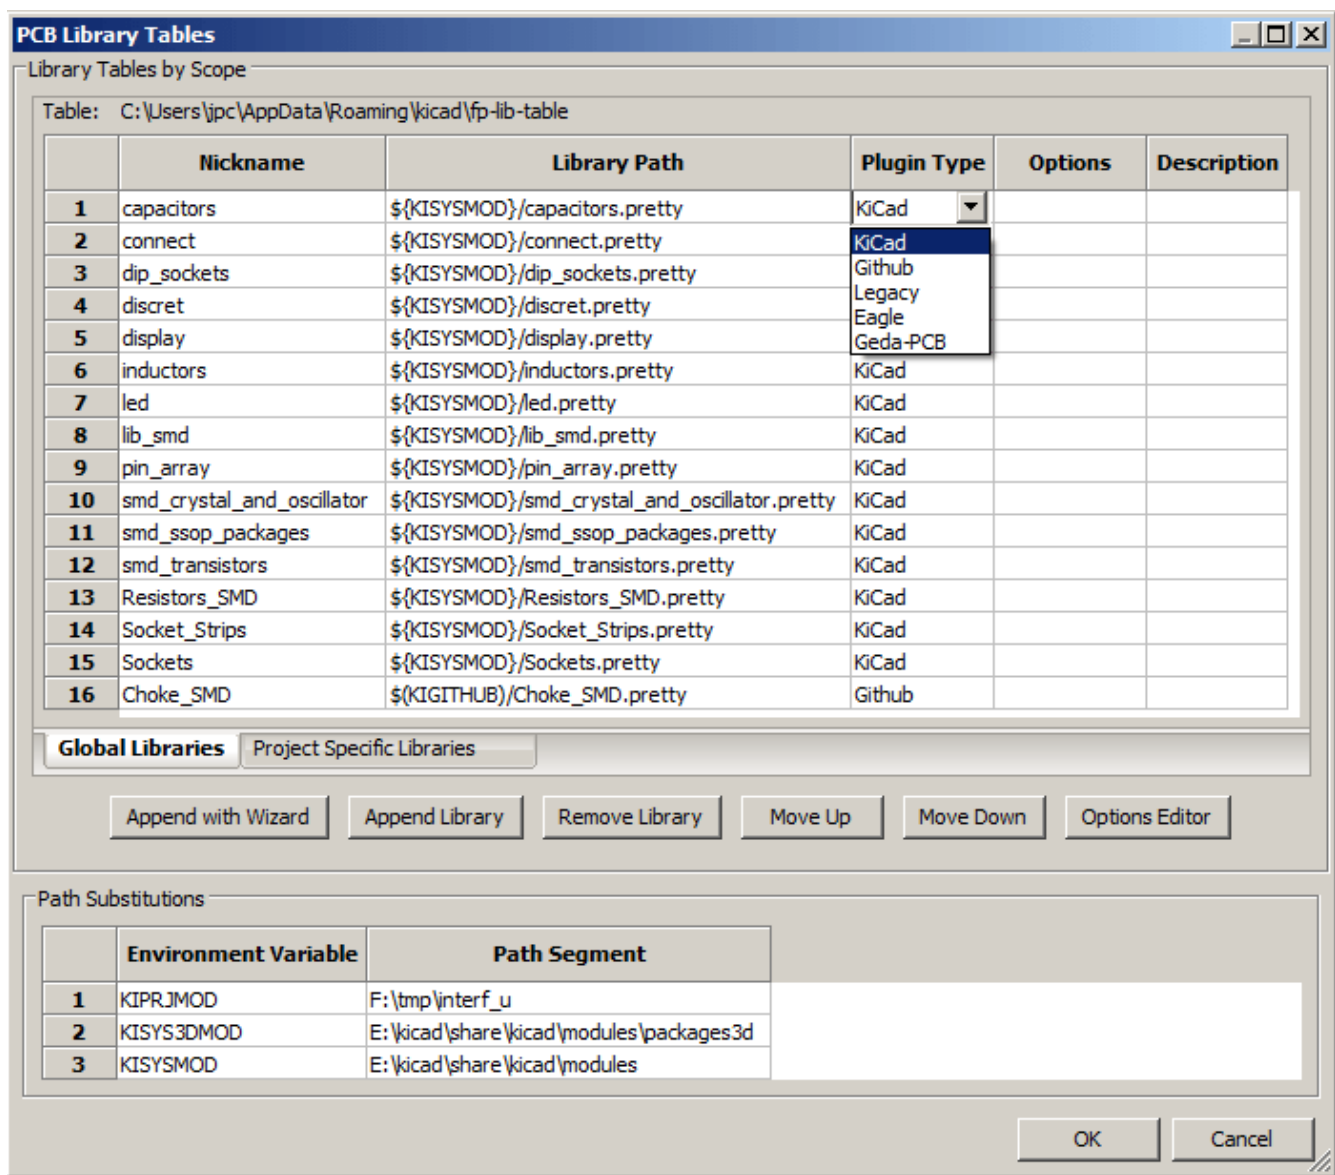 PCB Library Tables
Library Tables by Scope
Table: C:\Users\jpc\AppData\Roaming\kicad\fp-lib-table
Nickname Library Path Plugin Type Options Description
1 capacitors ${KISYSMOD}/capacitors.pretty KiCad
2 connect ${KISYSMOD}/connect.pretty KiCad
3 dip_sockets ${KISYSMOD}/dip_sockets.pretty Github
4 discret ${KISYSMOD}/discret.pretty Legacy
Eagle
5 display ${KISYSMOD}/display.pretty Geda-PCB
6 inductors ${KISYSMOD}/inductors.pretty KiCad
7 led ${KISYSMOD}/led.pretty KiCad
8 lib_smd ${KISYSMOD}/lib_smd.pretty KiCad
9 pin_array ${KISYSMOD}/pin_array.pretty KiCad
10 smd_crystal_and_oscillator ${KISYSMOD}/smd_crystal_and_oscillator.pretty KiCad
11 smd_ssop_packages ${KISYSMOD}/smd_ssop_packages.pretty KiCad
12 smd_transistors ${KISYSMOD}/smd_transistors.pretty KiCad
13 Resistors_SMD ${KISYSMOD}/Resistors_SMD.pretty KiCad
14 Socket_Strips ${KISYSMOD}/Socket_Strips.pretty KiCad
15 Sockets ${KISYSMOD}/Sockets.pretty KiCad
16 Choke_SMD $(KIGITHUB)/Choke_SMD.pretty Github
Global Libraries Project Specific Libraries
Append with Wizard Append Library Remove Library Move Up Move Down Options Editor
Path Substitutions
Environment Variable Path Segment
1 KIPRJMOD F:\tmp\interf_u
2 KISYS3DMOD E:\kicad\share\kicad\modules\packages3d
3 KISYSMOD E:\kicad\share\kicad\modules
OK Cancel